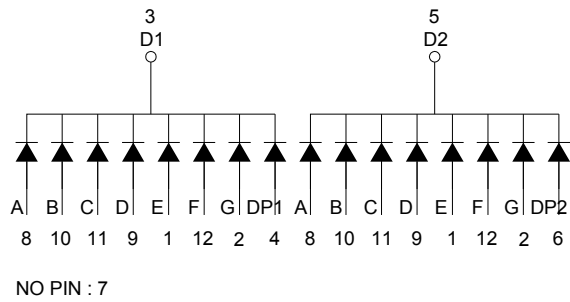 3 5
D1 D2
A B C D E F G DP1 A B C D E F G DP2
8 10 11 9 1 12 2 4 8 10 11 9 1 12 2 6
NO PIN : 7